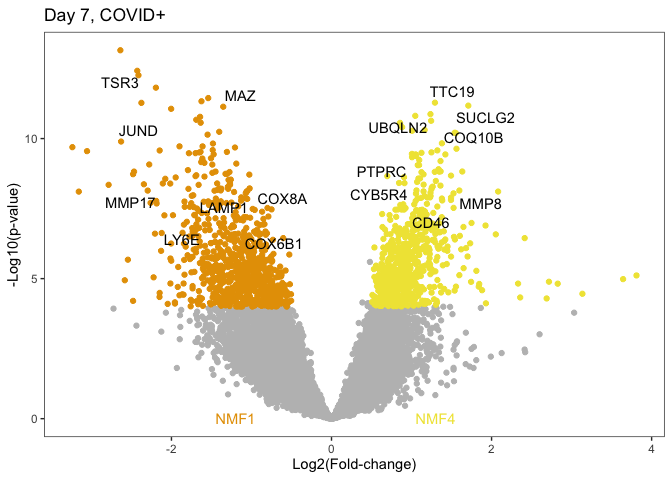 Day 7, COVID+
TSR3
MAZ
TTC19
SUCLG2
JUND
UBQLN2
COQ10B
10
PTPRC
CYB5R4
MMP17
LAMP1
COX8A
MMP8
CD46
LY6E
COX6B1
5
-Log10(p-value)
0
NMF1
NMF4
-2
0
2
4
Log2(Fold-change)